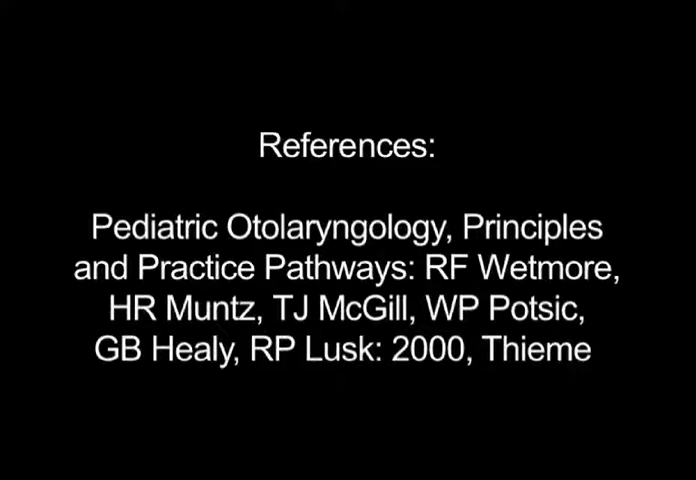 References:
Pediatric Otolaryngology, Principles
and Practice Pathways: RF Wetmore,
HR Muntz, TJ McGill, WP Potsic,
GB Healy, RP Lusk: 2000, Thieme